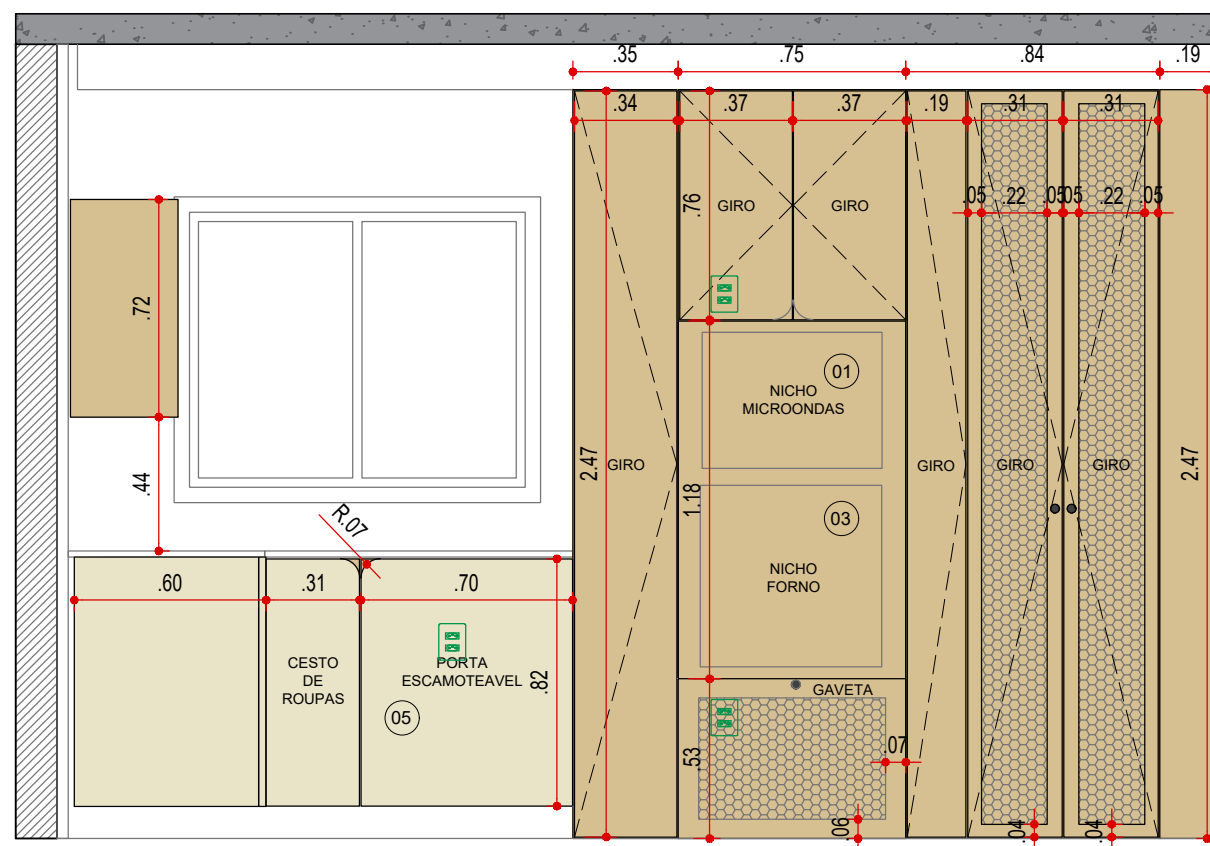 .35
.75
.84
.19
.34
.37
.37
.19
.31
.31
.05
.22
.05
.05
.22
.05
.76
GIRO
GIRO
.72
01
NICHO
MICROONDAS
2.47
GIRO
1.18
GIRO
GIRO
GIRO
2.47
.44
R.07
03
NICHO
FORNO
.60
.31
.70
CESTO
DE
ROUPAS
PORTA
ESCAMOTEAVEL
.82
05
GAVETA
.53
.07
.06
.04
.04